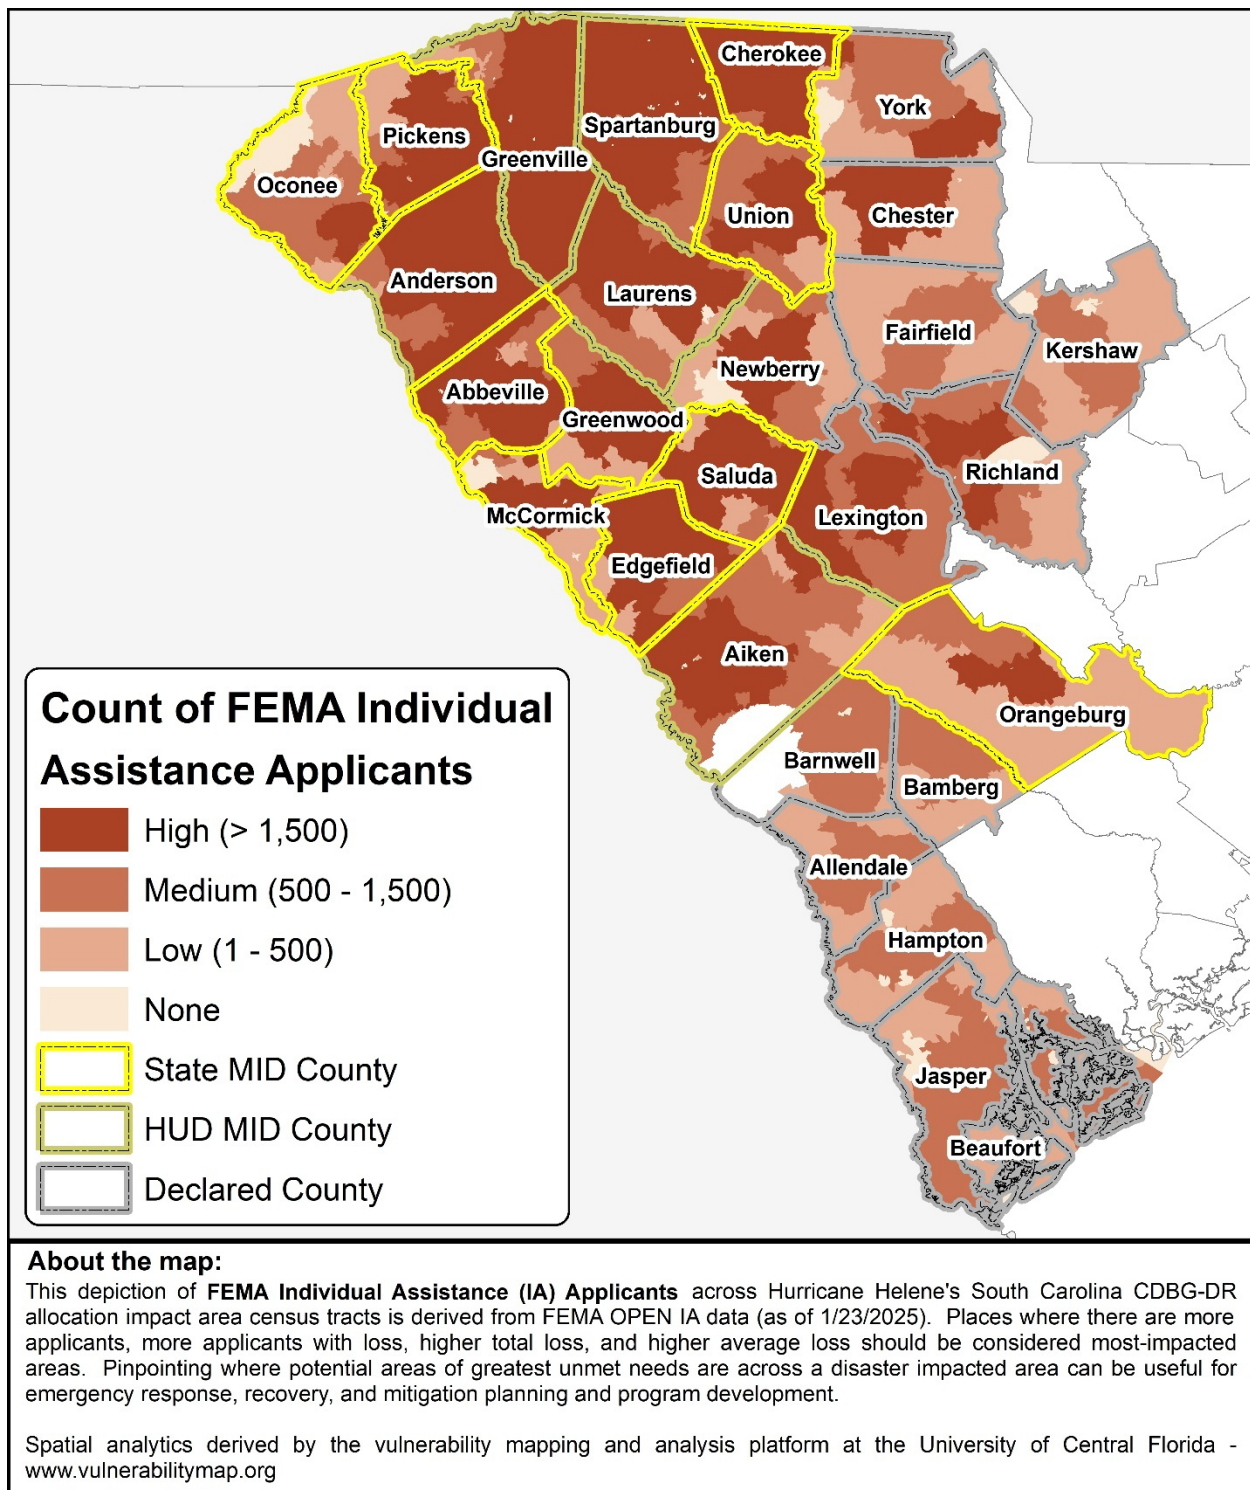 Cherokee
York
Pickens
Spartanburg
Greenville
Oconee
Union
Chester
Anderson
Laurens
Fairfield
Kershaw
Newberry
Abbeville
Greenwood
Saluda
Richland
McCormick
Lexington
Edgefield
Aiken
Orangeburg
Barnwell
Bamberg
Allendale
Hampton
Jasper
Beaufort
Count of FEMA Individual
Assistance Applicants
High (> 1,500)
Medium (500 - 1,500)
Low (1 - 500)
None
State MID County
HUD MID County
Declared County
About the map:
This depiction of FEMA Individual Assistance (IA) Applicants across Hurricane Helene's South Carolina CDBG-DR
allocation impact area census tracts is derived from FEMA OPEN IA data (as of 1/23/2025). Places where there are more
applicants, more applicants with loss, higher total loss, and higher average loss should be considered most-impacted
areas. Pinpointing where potential areas of greatest unmet needs are across a disaster impacted area can be useful for
emergency response, recovery, and mitigation planning and program development.
Spatial analytics derived by the vulnerability mapping and analysis platform at the University of Central Florida -
www.vulnerabilitymap.org